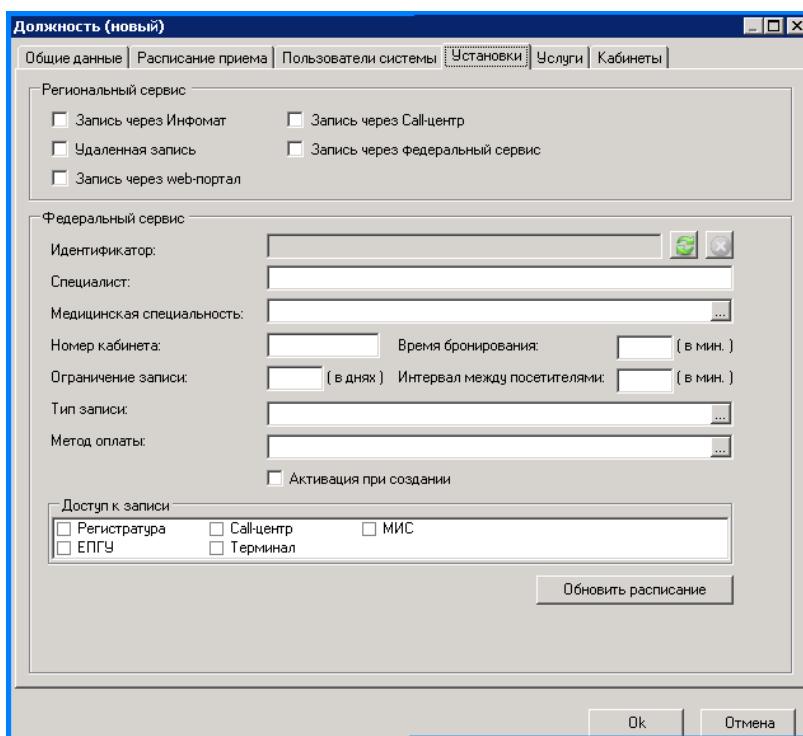 Должность (новый)
Общие данные Расписание приема Пользователи системы Установки Услуги Кабинеты
Региональный сервис
Запись через Инфомат Запись через Call-центр
Удаленная запись Запись через федеральный сервис
Запись через web-портал
Федеральный сервис
Идентификатор:
Специалист:
Медицинская специальность: ...
Номер кабинета: Время бронирования: ( в мин. )
Ограничение записи: ( в днях ) Интервал между посетителями: ( в мин. )
Тип записи: ...
Метод оплаты: ...
Активация при создании
Доступ к записи
Регистратура Call-центр МИС
ЕПГУ Терминал
Обновить расписание
Ok Отмена